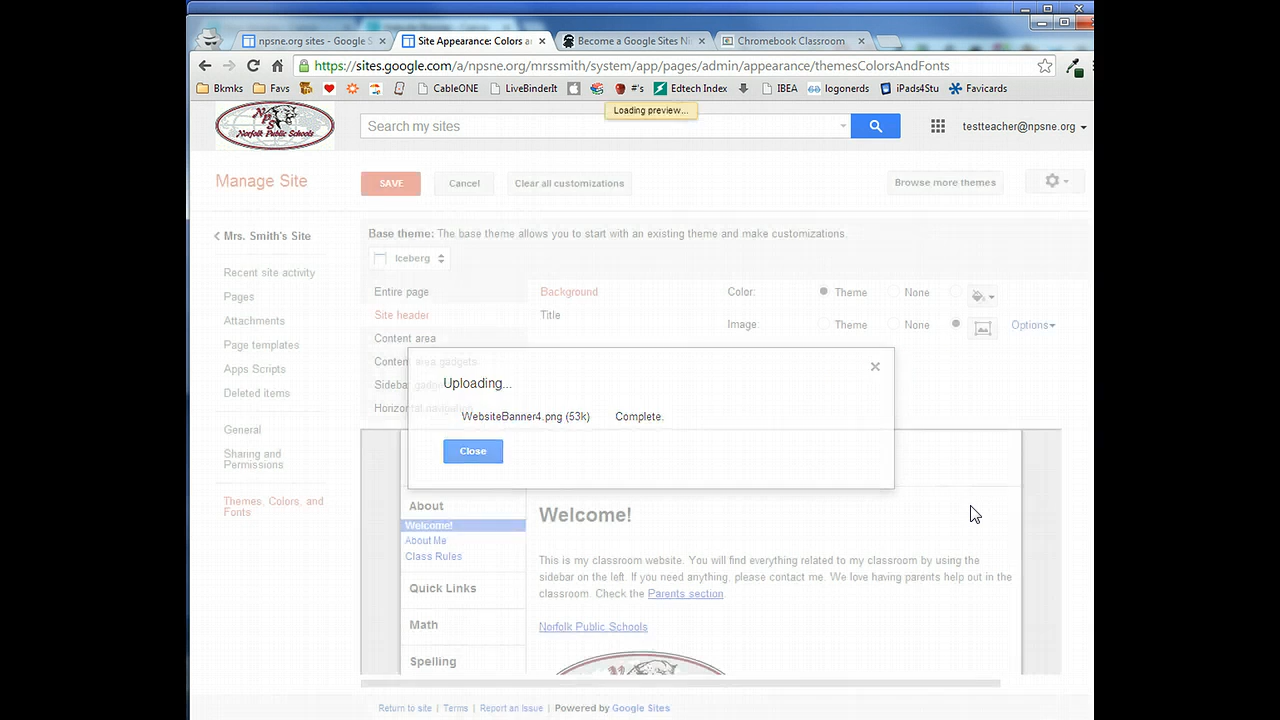 npsne.org sites - Google S
Site Appearance: Colors a
Become a Google Sites Ni
Chromebook Classroom
https://sites.google.com/a/npsne.org/mrssmith/system/app/pages/admin/appearance/themesColorsAndFonts
Bkmks
Favs
CableONE
LiveBinderIt
#'s
Edtech Index
IBEA
logonerds
iPads4Stu
Favicards
Loading preview...
NPS
Norfolk Public Schools
Search my sites
testteacher@npsne.org
Manage Site
SAVE
Cancel
Clear all customizations
Browse more themes
Mrs. Smith's Site
Base theme: The base theme allows you to start with an existing theme and make customizations.
Iceberg
Recent site activity
Pages
Attachments
Page templates
Apps Scripts
Deleted items
General
Sharing and
Permissions
Themes, Colors, and
Fonts
Entire page
Site header
Content area
Content area gadgets
Sidebar gadgets
Horizontal navigation
Background
Title
Color:
Theme
None
Image:
Theme
None
Options
Uploading...
WebsiteBanner4.png (53k)
Complete.
Close
About
Welcome!
About Me
Class Rules
Quick Links
Math
Spelling
Welcome!
This is my classroom website. You will find everything related to my classroom by using the
sidebar on the left. If you need anything, please contact me. We love having parents help out in the
classroom. Check the Parents section.
Norfolk Public Schools
Return to site | Terms | Report an Issue | Powered by Google Sites